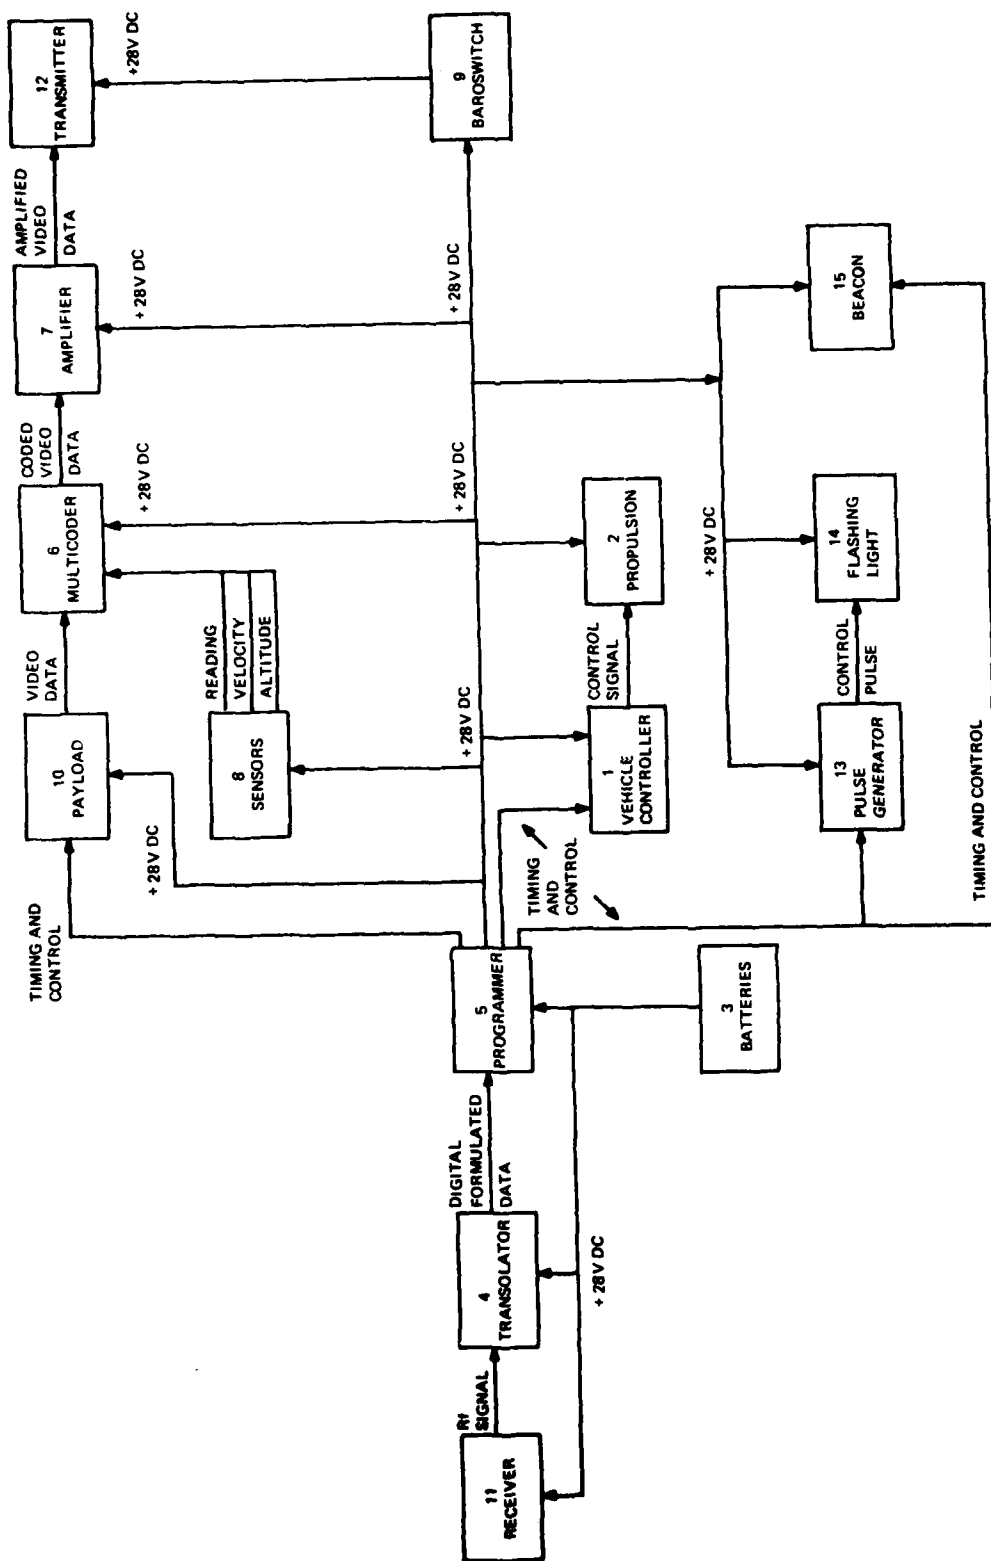 11
RECEIVER
Rf
SIGNAL
4
TRANSOLATOR
DIGITAL
FORMULATED
DATA
+ 28V DC
5
PROGRAMMER
3
BATTERIES
TIMING AND
CONTROL
+ 28V DC
10
PAYLOAD
VIDEO
DATA
8
SENSORS
READING
VELOCITY
ALTITUDE
6
MULTICODER
CODED
VIDEO
DATA
7
AMPLIFIER
AMPLIFIED
VIDEO
DATA
12
TRANSMITTER
+ 28V DC
+ 28V DC
+28V DC
+ 28V DC
+ 28V DC
+ 28V DC
9
BAROSWITCH
TIMING
AND
CONTROL
1
VEHICLE
CONTROLLER
CONTROL
SIGNAL
2
PROPULSION
13
PULSE
GENERATOR
CONTROL
PULSE
14
FLASHING
LIGHT
+ 28V DC
15
BEACON
TIMING AND CONTROL